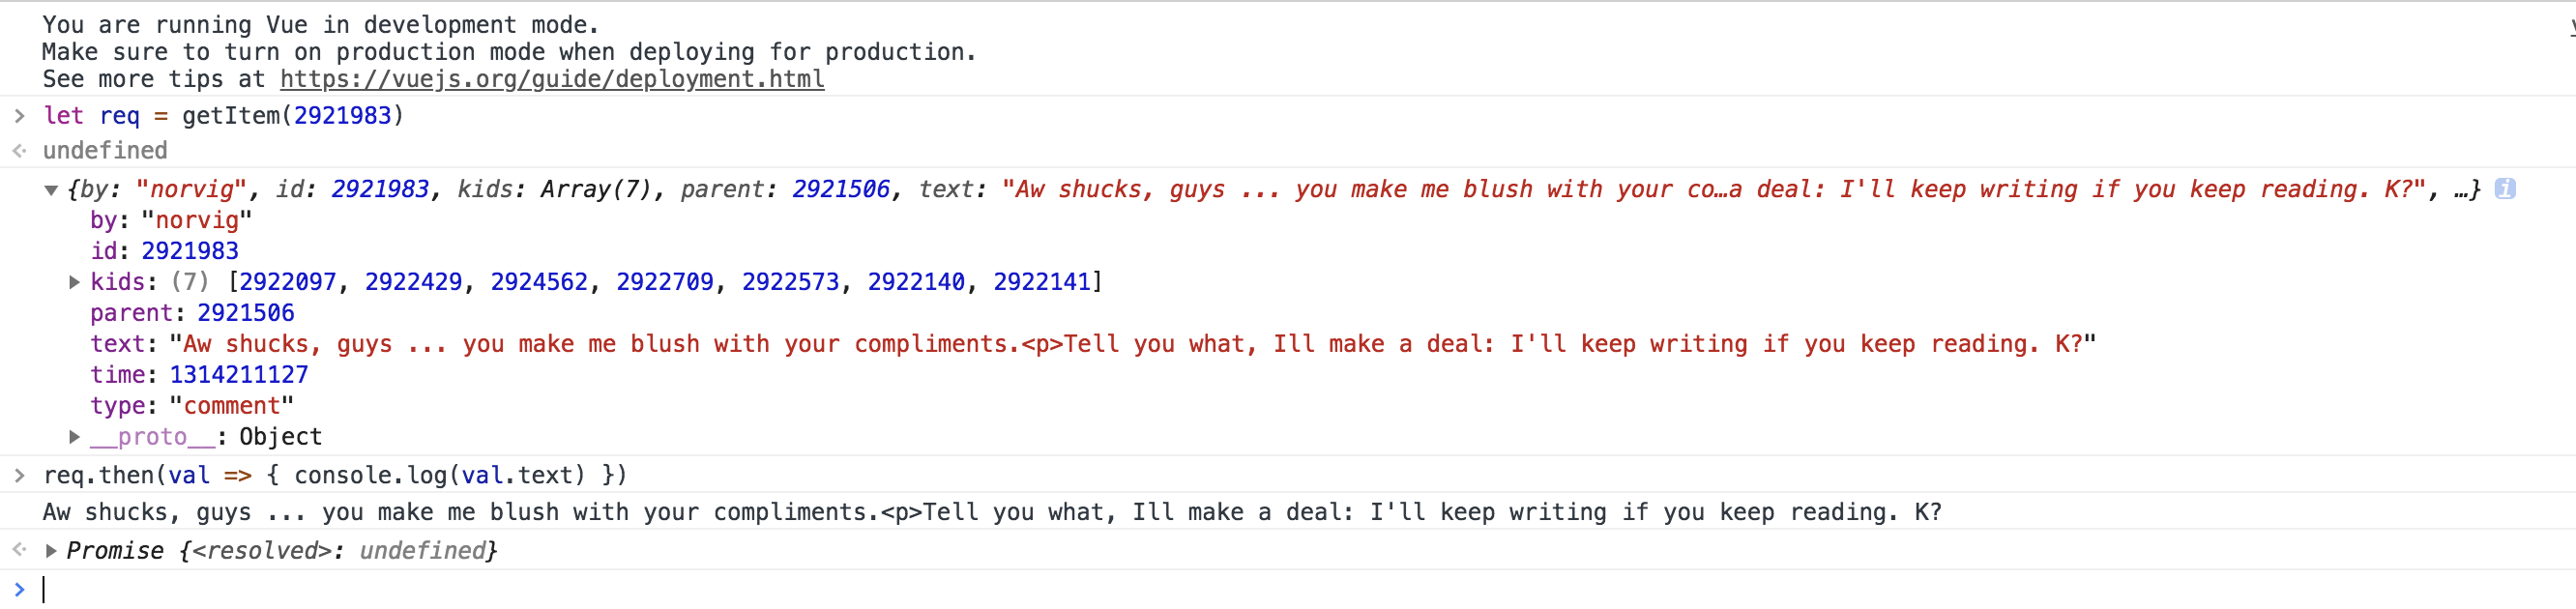 You are running Vue in development mode.
Make sure to turn on production mode when deploying for production.
See more tips at https://vuejs.org/guide/deployment.html
> let req = getItem(2921983)
undefined
{by: "norvig", id: 2921983, kids: Array(7), parent: 2921506, text: "Aw shucks, guys ... you make me blush with your co…a deal: I'll keep writing if you keep reading. K?", …} i
by: "norvig"
id: 2921983
kids: (7) [2922097, 2922429, 2924562, 2922709, 2922573, 2922140, 2922141]
parent: 2921506
text: "Aw shucks, guys ... you make me blush with your compliments.<p>Tell you what, Ill make a deal: I'll keep writing if you keep reading. K?"
time: 1314211127
type: "comment"
__proto__: Object
> req.then(val => { console.log(val.text) })
Aw shucks, guys ... you make me blush with your compliments.<p>Tell you what, Ill make a deal: I'll keep writing if you keep reading. K?
Promise {<resolved>: undefined}
>